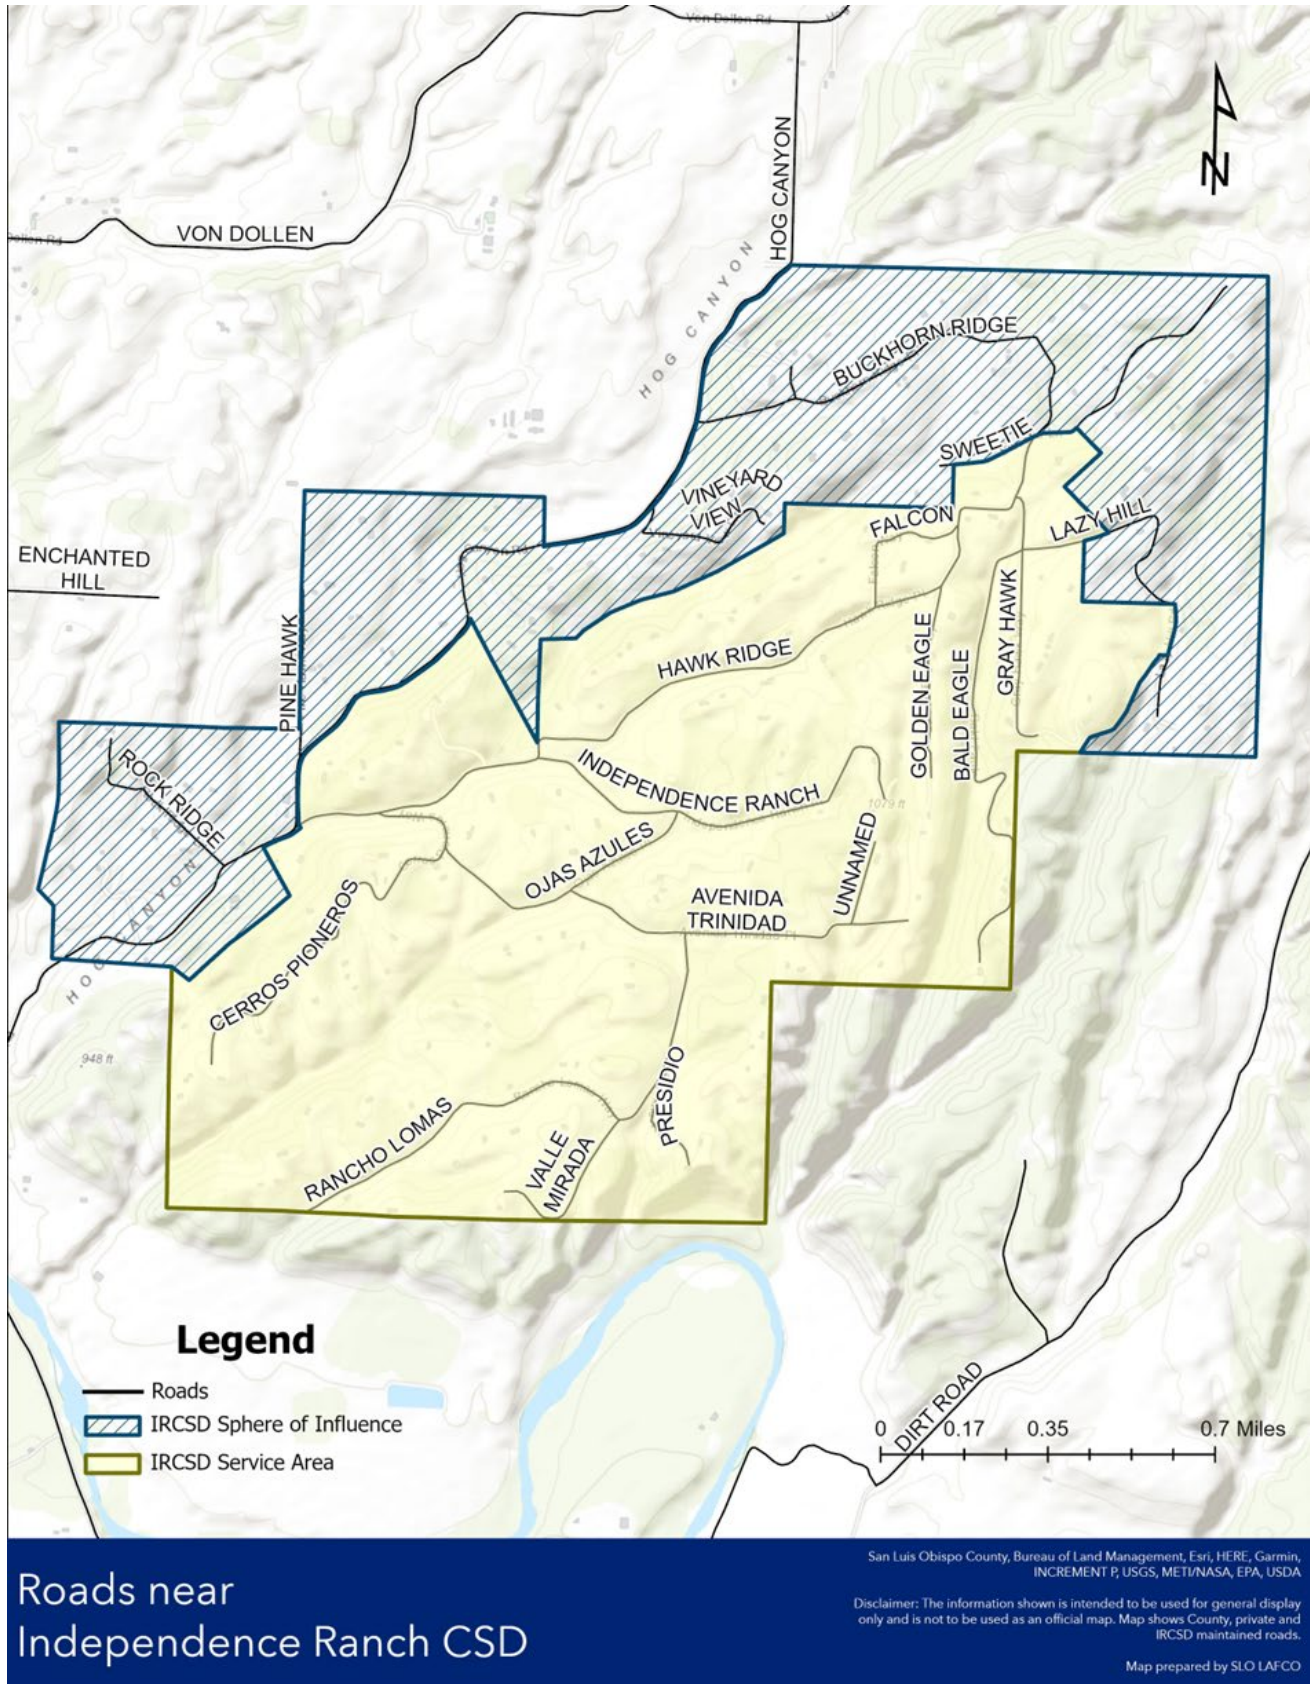 Von Dollen Rd
Hog
HOG CANYON
N
Dollen Rd
VON DOLLEN
HOG CANYON
BUCKHORN RIDGE
SWEETIE
VINEYARD
VIEW
FALCON
LAZY HILL
ENCHANTED
HILL
PINE HAWK
GRAY HAWK
HAWK RIDGE
GOLDEN EAGLE
BALD EAGLE
ROCK RIDGE
INDEPENDENCE RANCH
1079 ft
OJAS AZULES
UNNAMED
HOG CANYON
CERROS PIONEROS
AVENIDA
TRINIDAD
948 ft
PRESIDIO
RANCHO LOMAS
VALLE
MIRADA
Legend
Roads
IRCSD Sphere of Influence
IRCSD Service Area
DIRT ROAD
0 0.17 0.35 0.7 Miles
Roads near
Independence Ranch CSD
San Luis Obispo County, Bureau of Land Management, Esri, HERE, Garmin,
INCREMENT P, USGS, METI/NASA, EPA, USDA
Disclaimer: The information shown is intended to be used for general display
only and is not to be used as an official map. Map shows County, private and
IRCSD maintained roads.
Map prepared by SLO LAFCO